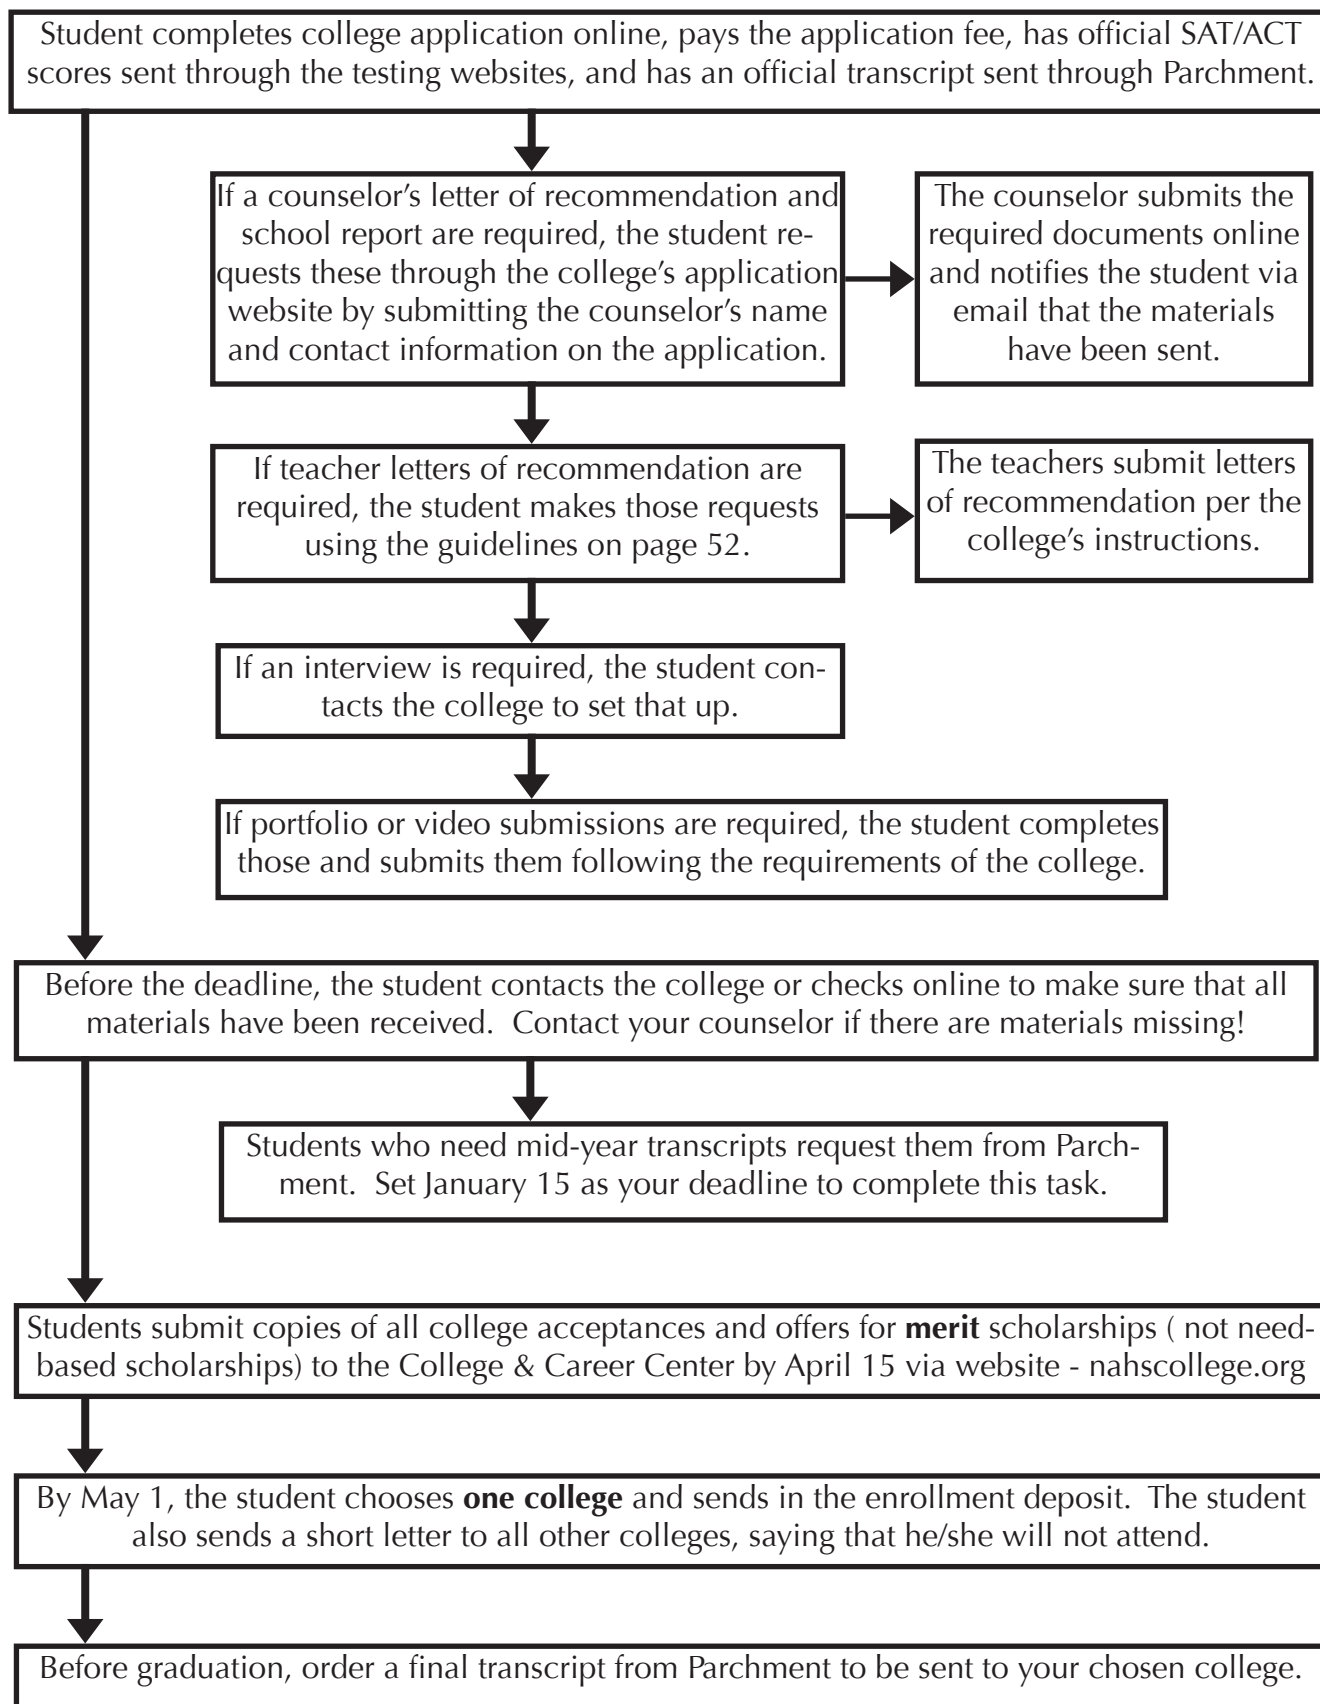 Student completes college application online, pays the application fee, has official SAT/ACT
scores sent through the testing websites, and has an official transcript sent through Parchment.
If a counselor's letter of recommendation and
school report are required, the student re-
quests these through the college's application
website by submitting the counselor's name
and contact information on the application.
The counselor submits the
required documents online
and notifies the student via
email that the materials
have been sent.
If teacher letters of recommendation are
required, the student makes those requests
using the guidelines on page 52.
The teachers submit letters
of recommendation per the
college's instructions.
If an interview is required, the student con-
tacts the college to set that up.
If portfolio or video submissions are required, the student completes
those and submits them following the requirements of the college.
Before the deadline, the student contacts the college or checks online to make sure that all
materials have been received.  Contact your counselor if there are materials missing!
Students who need mid-year transcripts request them from Parch-
ment.  Set January 15 as your deadline to complete this task.
Students submit copies of all college acceptances and offers for merit scholarships ( not need-
based scholarships) to the College & Career Center by April 15 via website - nahscollege.org
By May 1, the student chooses one college and sends in the enrollment deposit.  The student
also sends a short letter to all other colleges, saying that he/she will not attend.
Before graduation, order a final transcript from Parchment to be sent to your chosen college.